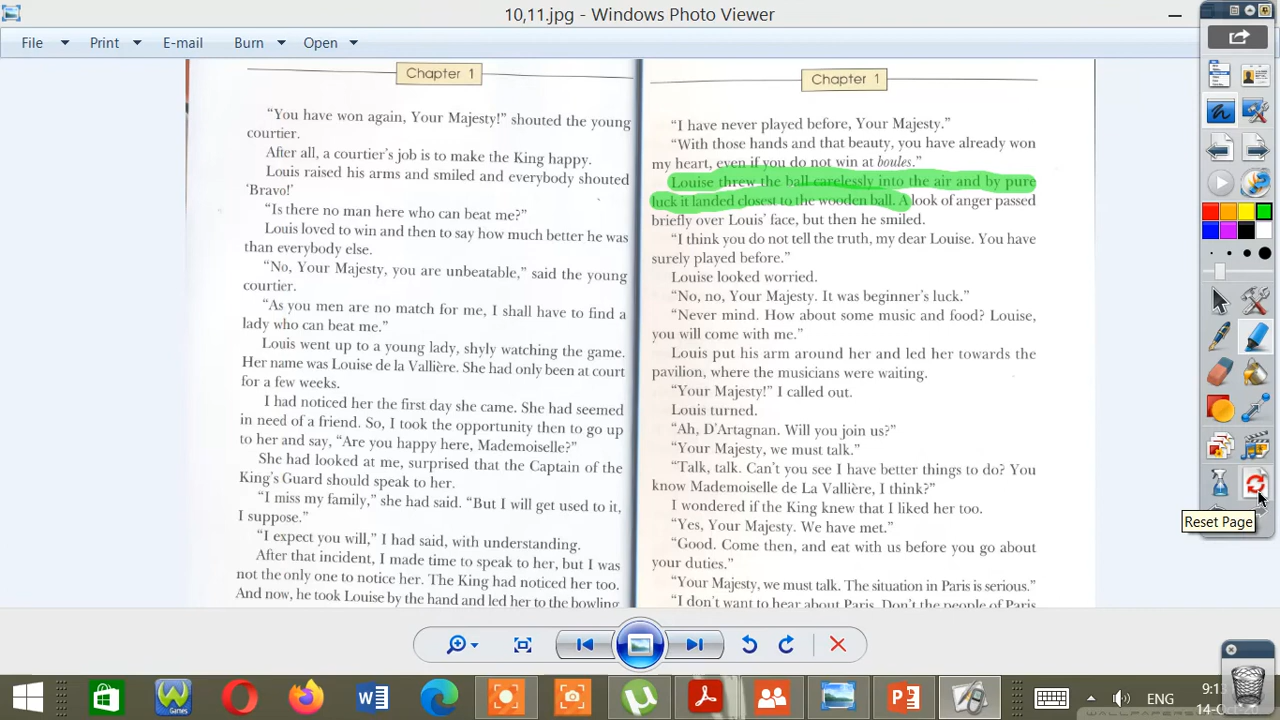 10,11.jpg - Windows Photo Viewer
File
Print
E-mail
Burn
Open
Chapter 1
"You have won again, Your Majesty!" shouted the young
courtier.
After all, a courtier's job is to make the King happy.
Louis raised his arms and smiled and everybody shouted
'Bravo!'
"Is there no man here who can beat me?"
Louis loved to win and then to say how much better he was
than everybody else.
"No, Your Majesty, you are unbeatable," said the young
courtier.
"As you men are no match for me, I shall have to find a
lady who can beat me."
Louis went up to a young lady, shyly watching the game.
Her name was Louise de la Vallière. She had only been at court
for a few weeks.
I had noticed her the first day she came. She had seemed
in need of a friend. So, I took the opportunity then to go up
to her and say, "Are you happy here, Mademoiselle?"
She had looked at me, surprised that the Captain of the
King's Guard should speak to her.
"I miss my family," she had said. "But I will get used to it,
I suppose."
"I expect you will," I had said, with understanding.
After that incident, I made time to speak to her, but I was
not the only one to notice her. The King had noticed her too.
And now, he took Louise by the hand and led her to the bowling
Chapter 1
"I have never played before, Your Majesty."
"With those hands and that beauty, you have already won
my heart, even if you do not win at boules."
Louise threw the ball carelessly into the air and by pure
luck it landed closest to the wooden ball. A look of anger passed
briefly over Louis' face, but then he smiled.
"I think you do not tell the truth, my dear Louise. You have
surely played before."
Louise looked worried.
"No, no, Your Majesty. It was beginner's luck."
"Never mind. How about some music and food? Louise,
you will come with me."
Louis put his arm around her and led her towards the
pavilion, where the musicians were waiting.
"Your Majesty!" I called out.
Louis turned.
"Ah, D'Artagnan. Will you join us?"
"Your Majesty, we must talk."
"Talk, talk. Can't you see I have better things to do? You
know Mademoiselle de La Vallière, I think?"
I wondered if the King knew that I liked her too.
"Yes, Your Majesty. We have met."
"Good. Come then, and eat with us before you go about
your duties."
"Your Majesty, we must talk. The situation in Paris is serious."
"I don't want to hear about Paris. Don't the people of Paris
Reset Page
Games
ENG
9:13